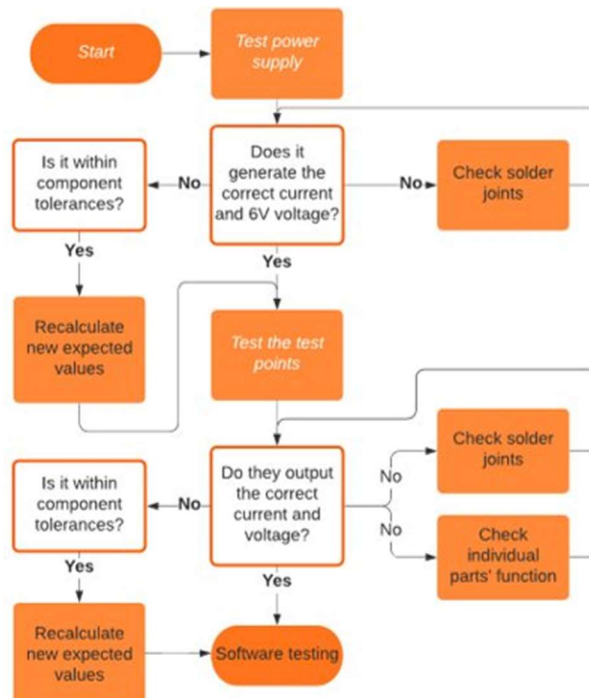 Start
Test power
supply
Is it within
component
tolerances?
No
Does it
generate the
correct current
and 6V voltage?
No
Check solder
joints
Yes
Yes
Recalculate
new expected
values
Test the test
points
Is it within
component
tolerances?
No
Do they output
the correct
current and
voltage?
No
Check solder
joints
No
Check
individual
parts' function
Yes
Yes
Recalculate
new expected
values
Software testing